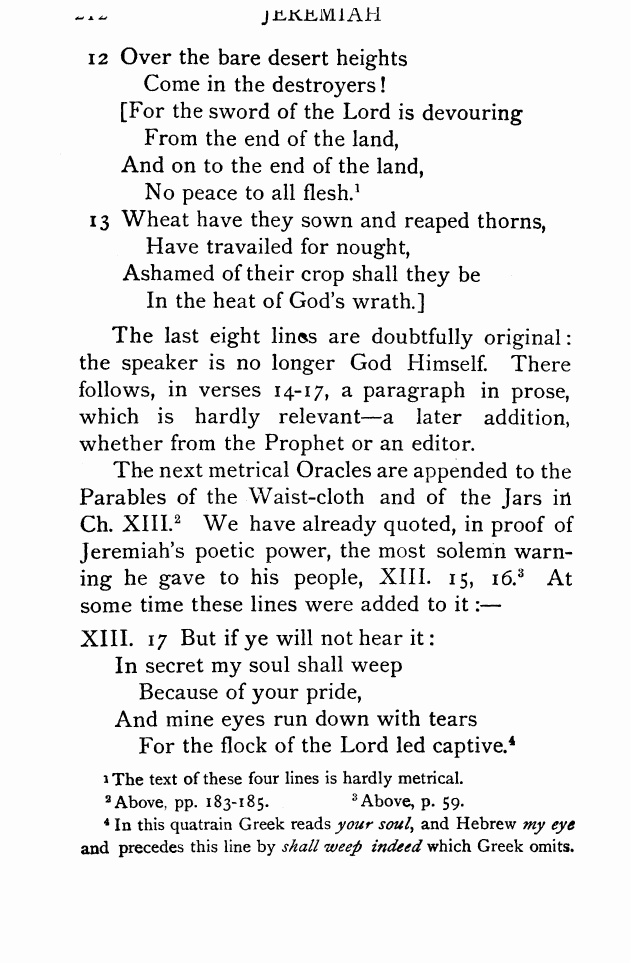 JEREMIAH
12 Over the bare desert heights
Come in the destroyers!
[For the sword of the Lord is devouring
From the end of the land,
And on to the end of the land,
No peace to all flesh.¹
13 Wheat have they sown and reaped thorns,
Have travailed for nought,
Ashamed of their crop shall they be
In the heat of God's wrath.]
The last eight lines are doubtfully original:
the speaker is no longer God Himself. There
follows, in verses 14-17, a paragraph in prose,
which is hardly relevant—a later addition,
whether from the Prophet or an editor.
The next metrical Oracles are appended to the
Parables of the Waist-cloth and of the Jars in
Ch. XIII.² We have already quoted, in proof of
Jeremiah's poetic power, the most solemn warn-
ing he gave to his people, XIII. 15, 16.³ At
some time these lines were added to it :—
XIII. 17 But if ye will not hear it:
In secret my soul shall weep
Because of your pride,
And mine eyes run down with tears
For the flock of the Lord led captive.⁴
¹ The text of these four lines is hardly metrical.
² Above, pp. 183-185. ³ Above, p. 59.
⁴ In this quatrain Greek reads your soul, and Hebrew my eye
and precedes this line by shall weep indeed which Greek omits.